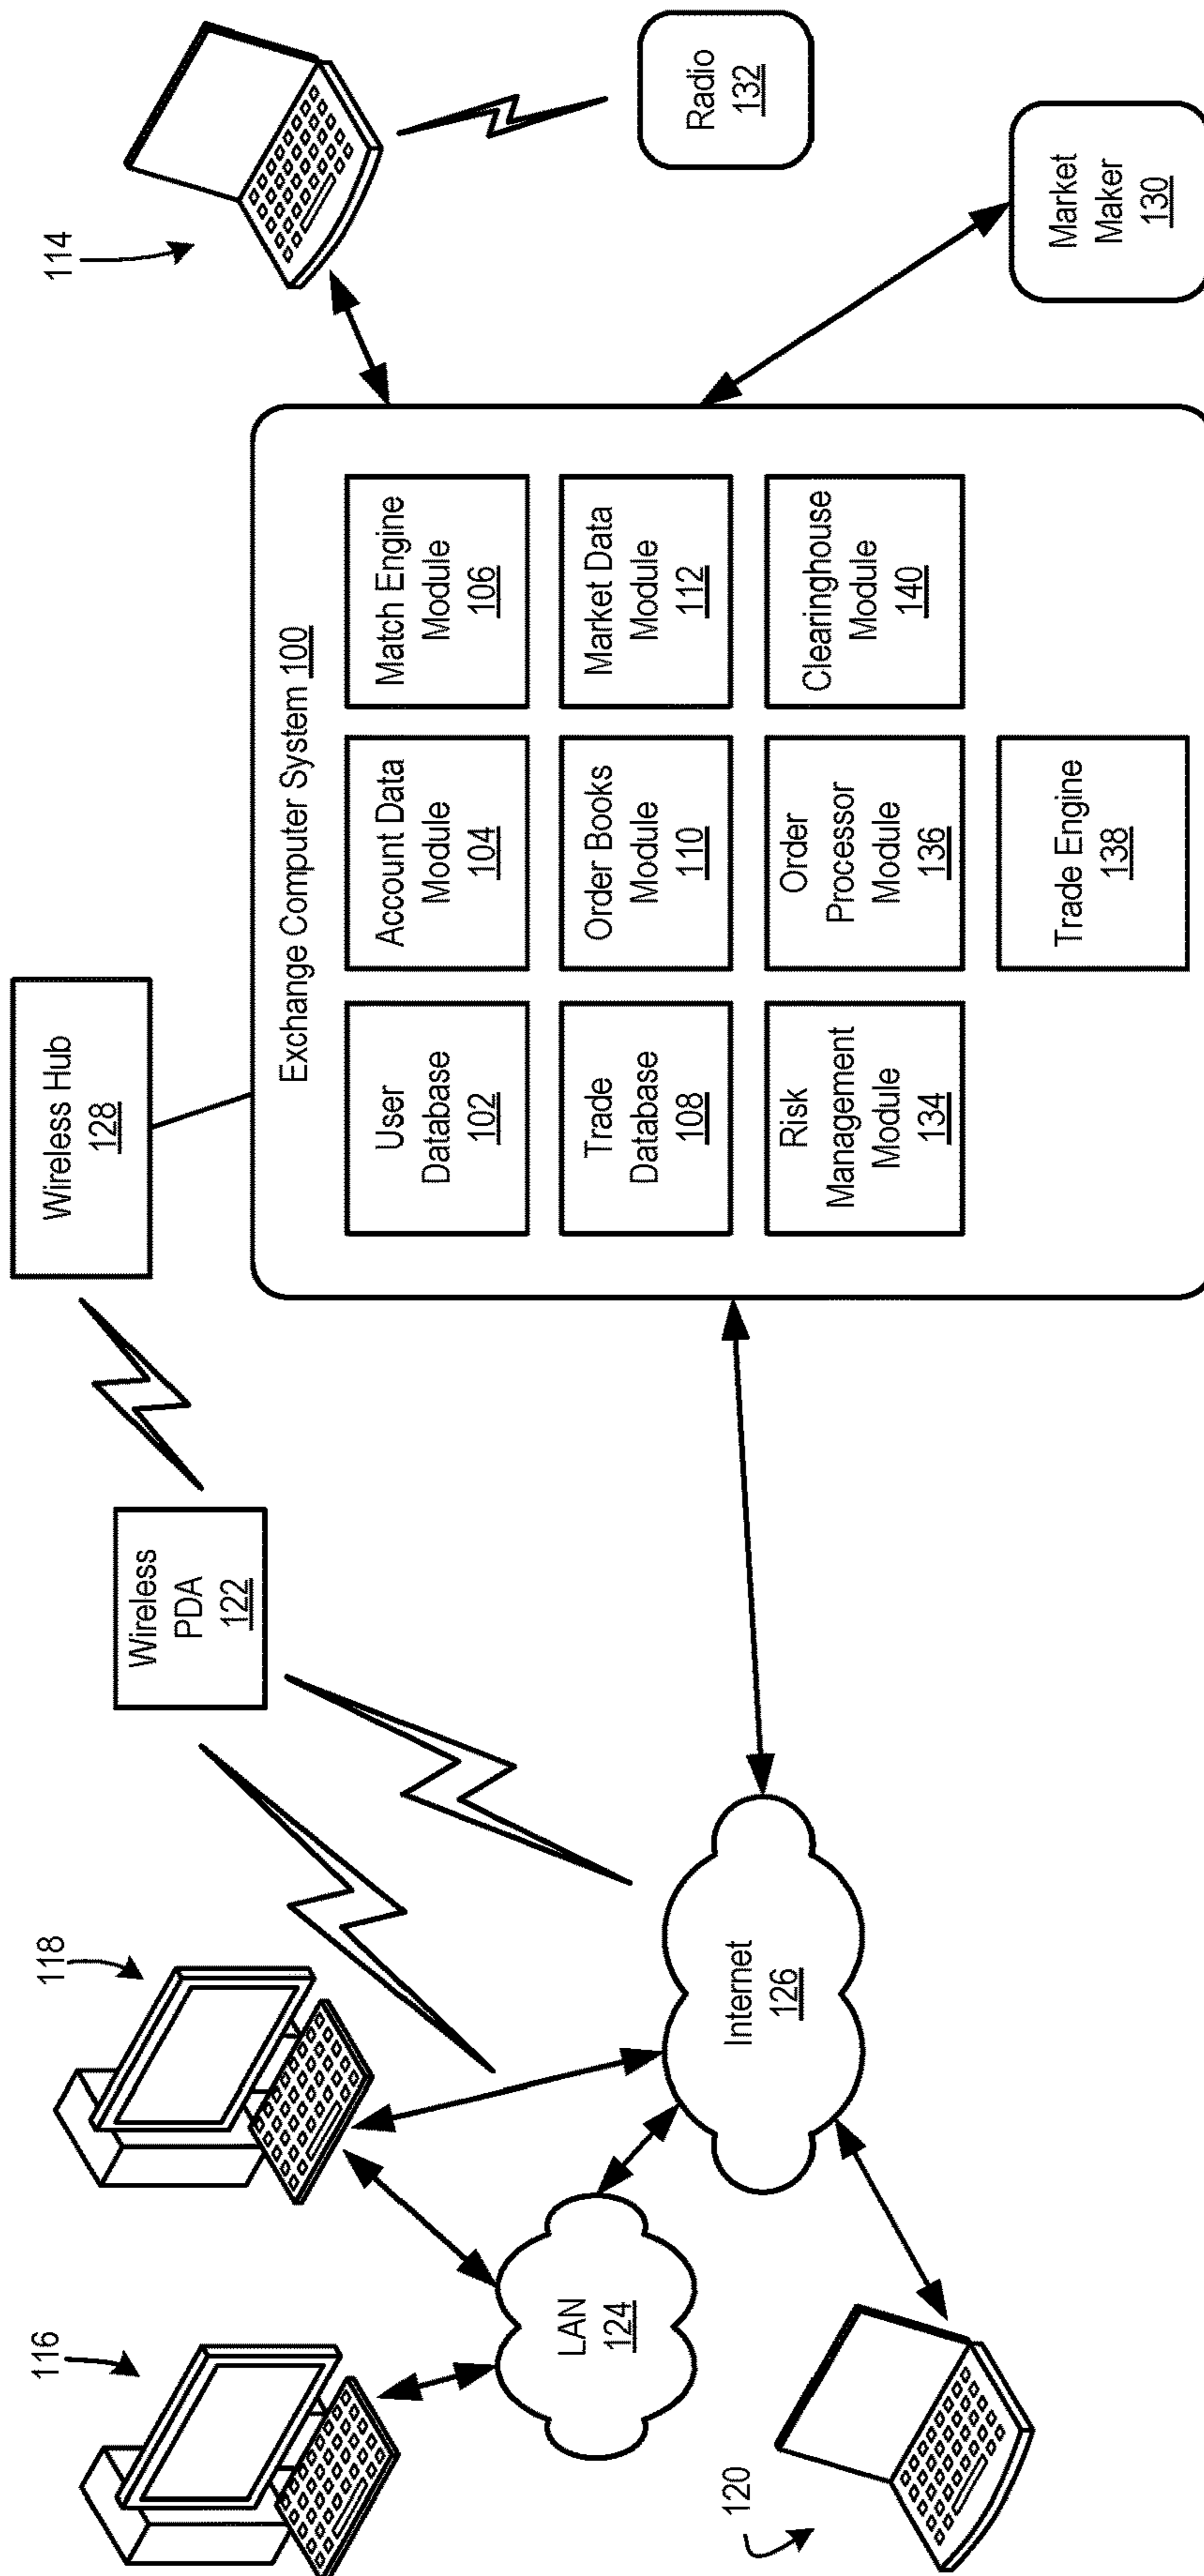 114
Radio
132
Market
Maker
130
Wireless Hub
128
Exchange Computer System 100
User
Database
102
Account Data
Module
104
Match Engine
Module
106
Trade
Database
108
Order Books
Module
110
Market Data
Module
112
Risk
Management
Module
134
Order
Processor
Module
136
Clearinghouse
Module
140
Trade Engine
138
Wireless
PDA
122
118
116
Internet
126
LAN
124
120